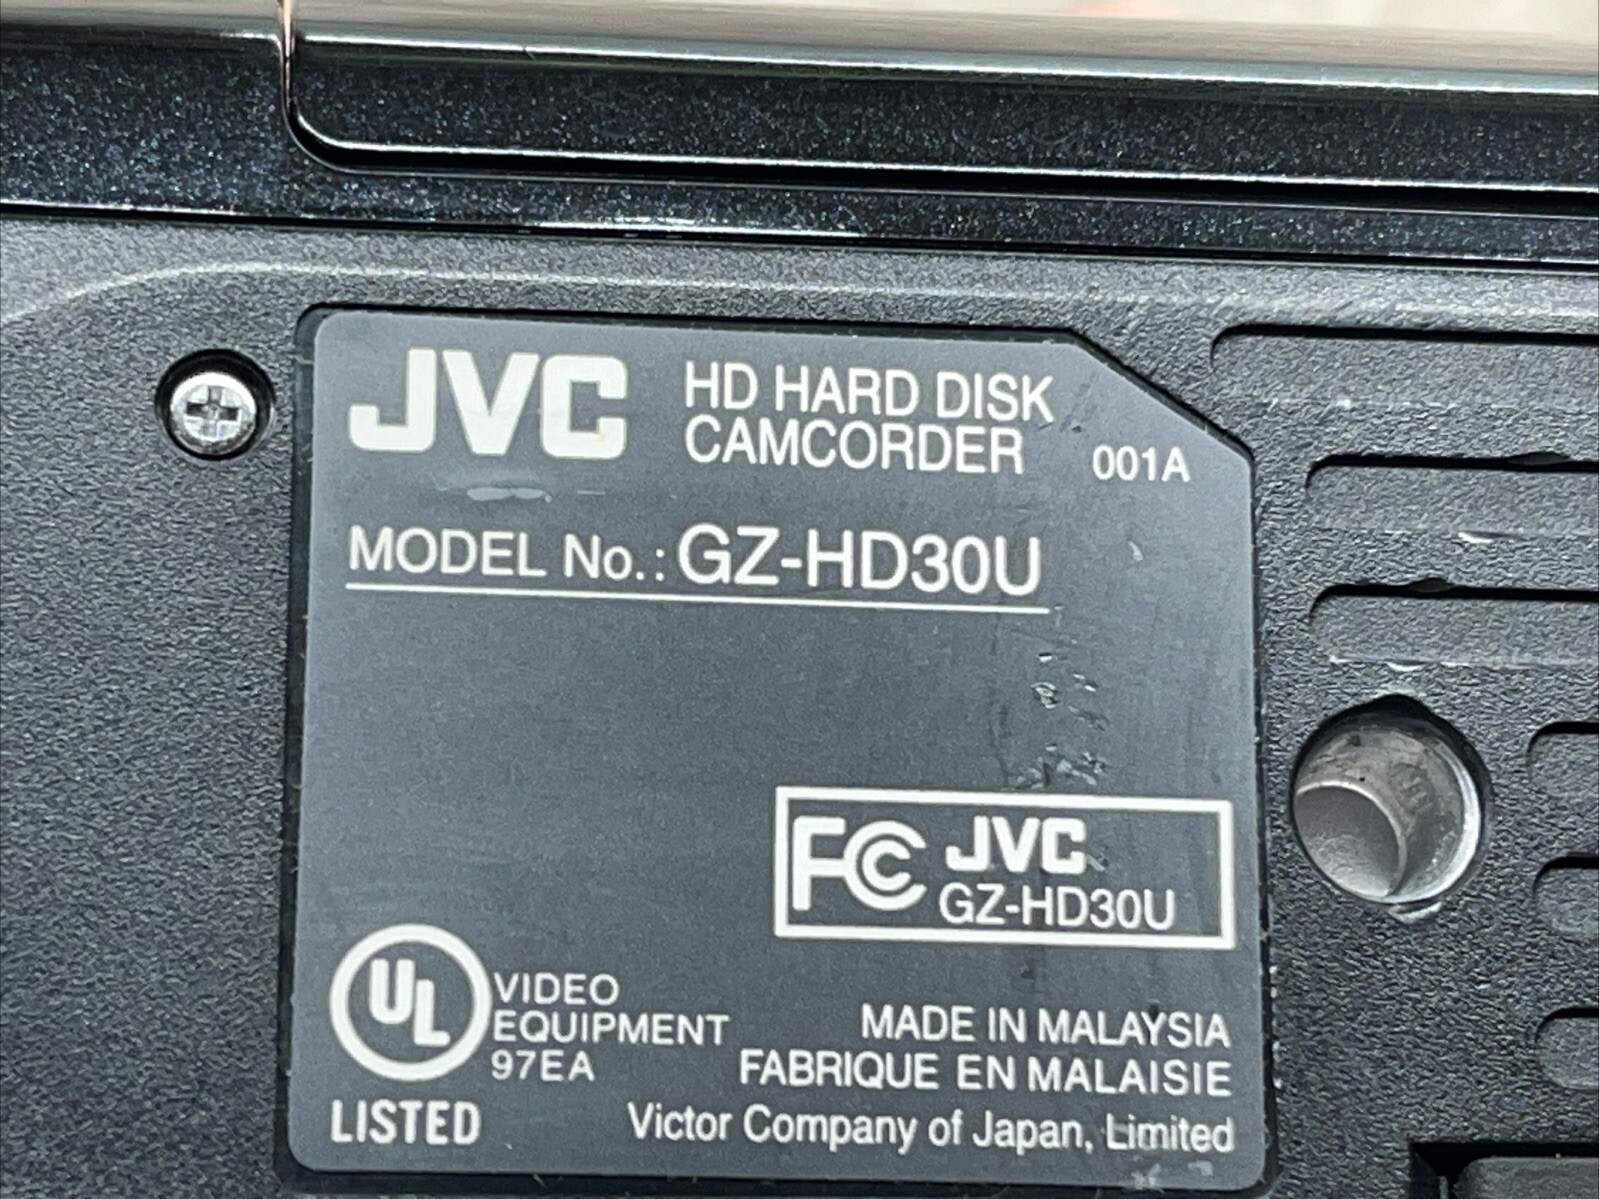 JVC HD HARD DISK
CAMCORDER 001A
MODEL No.: GZ-HD30U
FC JVC
GZ-HD30U
UL VIDEO
EQUIPMENT
97EA
LISTED
MADE IN MALAYSIA
FABRIQUE EN MALAISIE
Victor Company of Japan, Limited